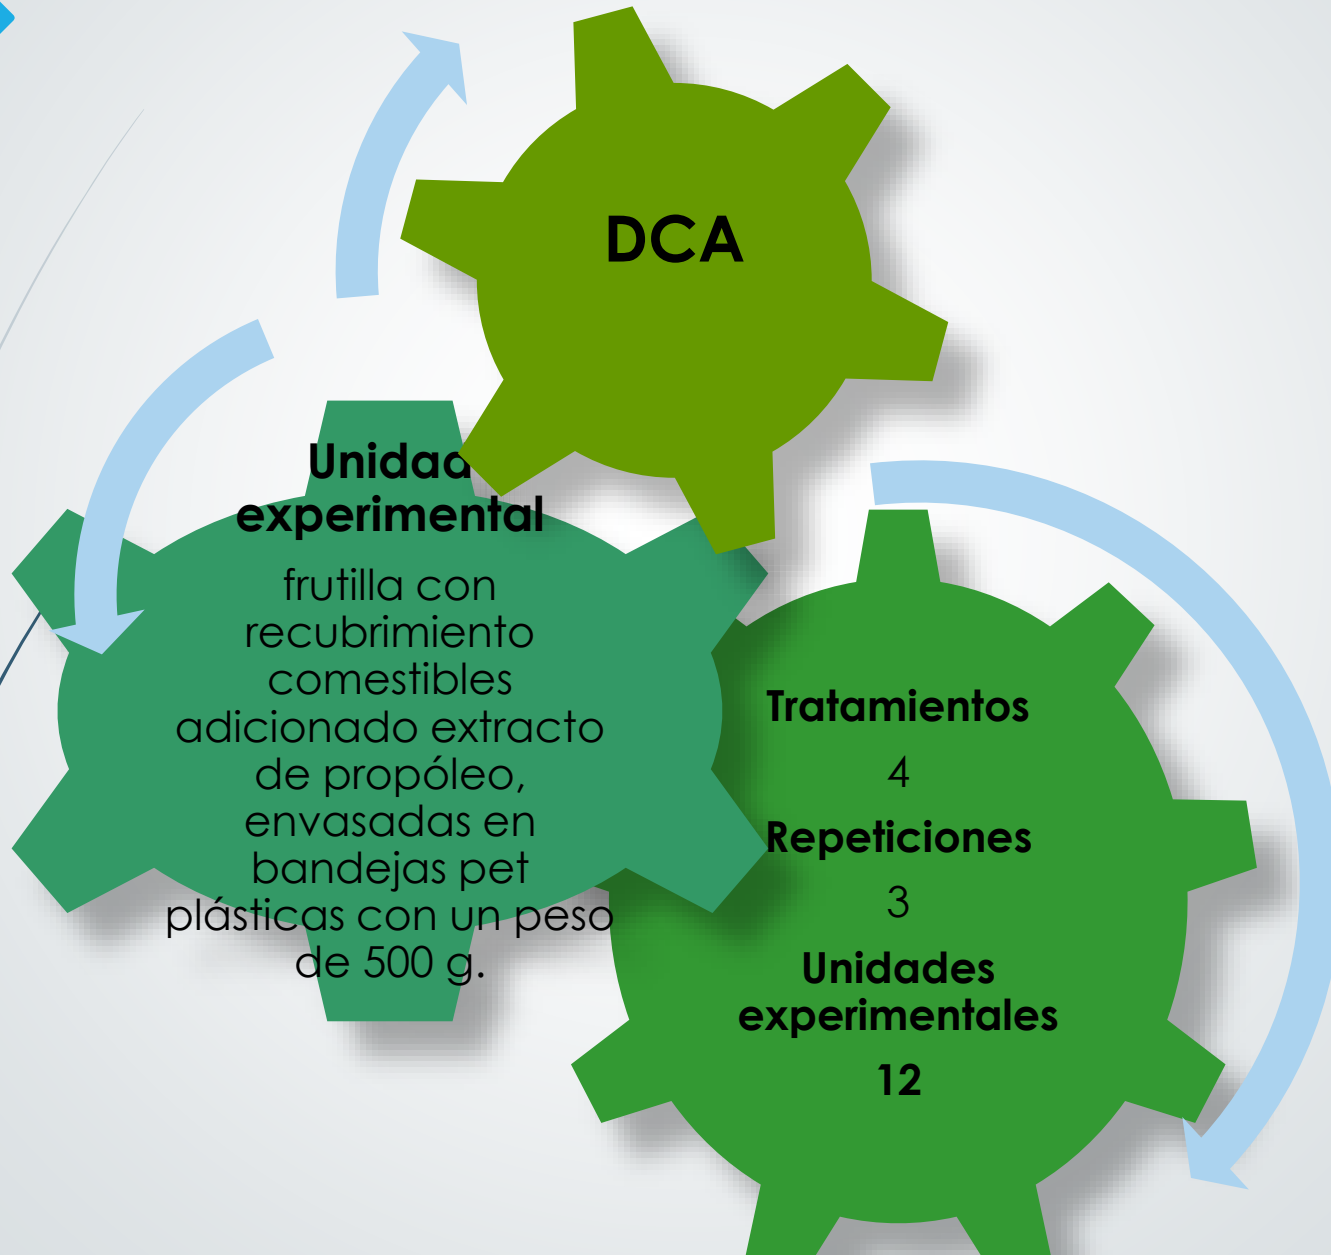 DCA
Unidad
experimental
frutilla con
recubrimiento
comestibles
adicionado extracto
de propóleo,
envasadas en
bandejas pet
plásticas con un peso
de 500 g.
Tratamientos
4
Repeticiones
3
Unidades
experimentales
12